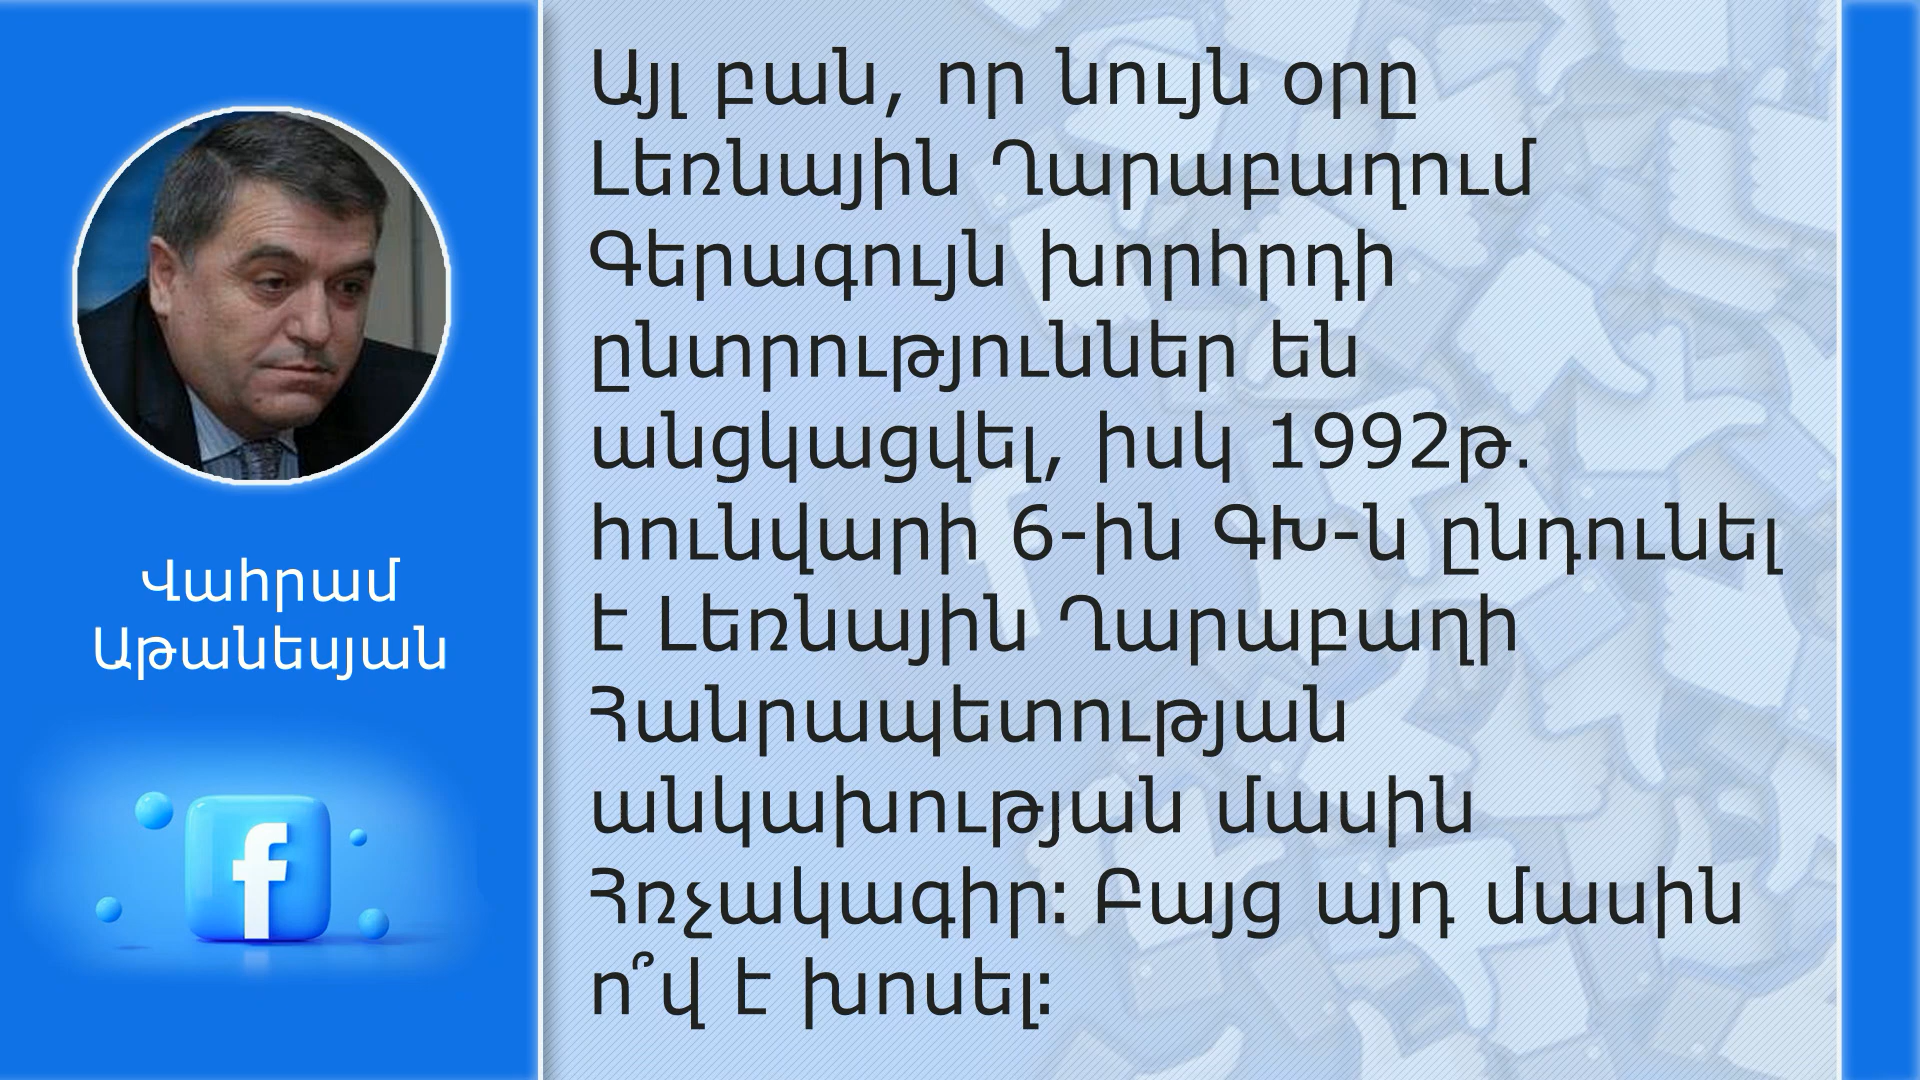 Վահրամ
Աթանեսյան
Այլ բան, որ նույն օրը
Լեռնային Ղարաբաղում
Գերագույն խորհրդի
ընտրություններ են
անցկացվել, իսկ 1992թ.
հունվարի 6-ին ԳԽ-ն ընդունել
է Լեռնային Ղարաբաղի
Հանրապետության
անկախության մասին
Հռչակագիր: Բայց այդ մասին
ո՞վ է խոսել: